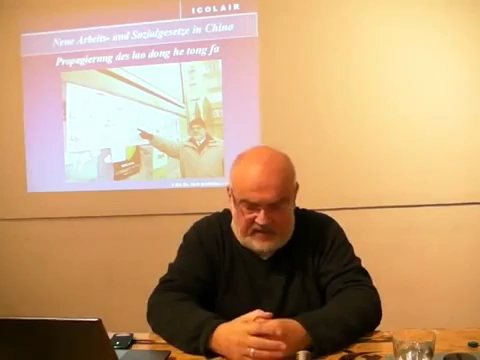 ICOLAIR
Neue Arbeits- und Sozialgesetze in China
Propagierung des lao dong he tong fa